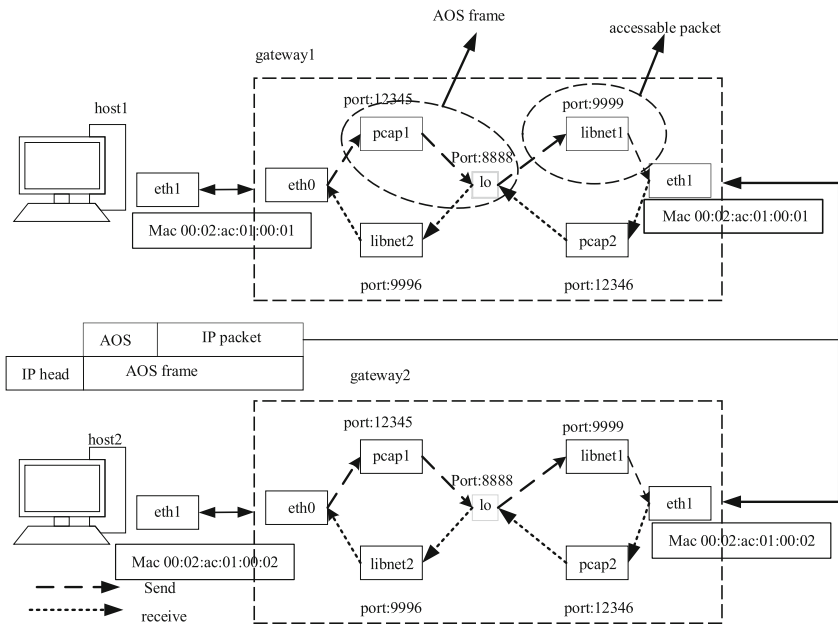 AOS frame
accessable packet
gateway1
host1
port:12345
port:9999
pcap1
libnet1
Port:8888
eth1
eth0
lo
eth1
Mac 00:02:ac:01:00:01
Mac 00:02:ac:01:00:01
libnet2
pcap2
port:9996
port:12346
AOS
IP packet
IP head
AOS frame
gateway2
host2
port:12345
port:9999
pcap1
libnet1
Port:8888
eth1
eth0
lo
eth1
Mac 00:02:ac:01:00:02
Mac 00:02:ac:01:00:02
libnet2
pcap2
Send
receive
port:9996
port:12346